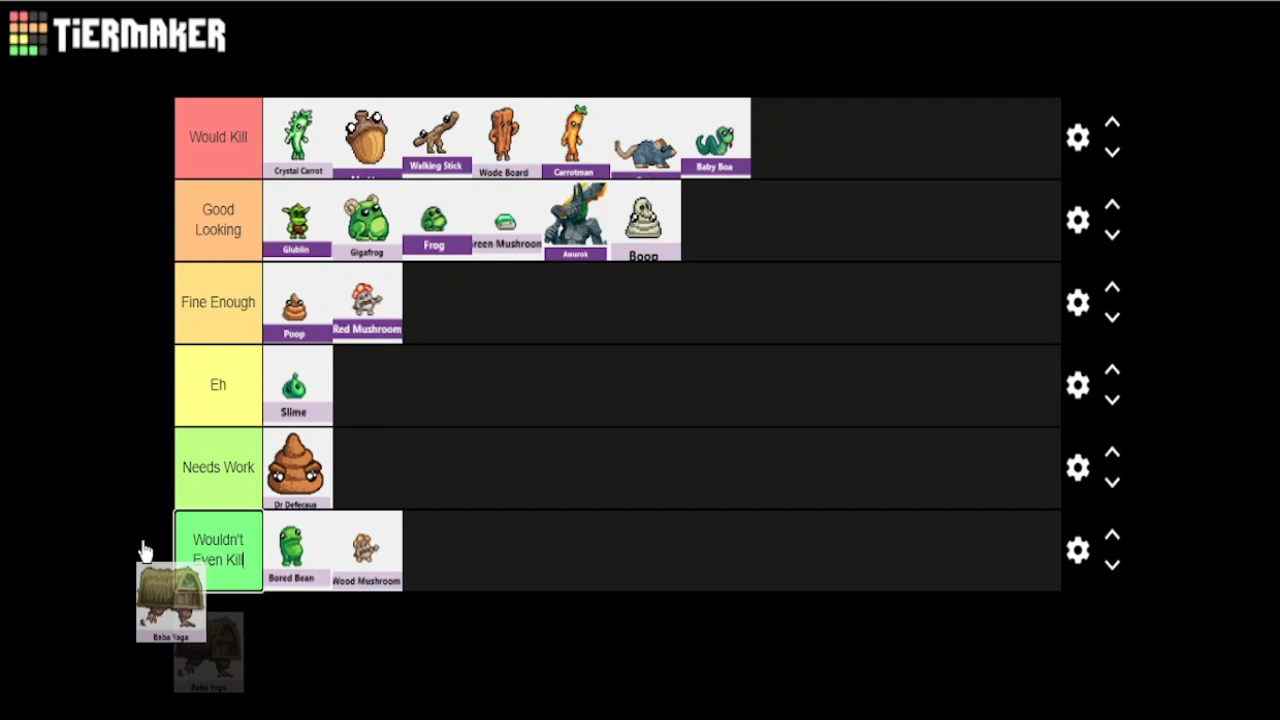 TiERMAKER
Would Kill
Crystal Carrot
Walking Stick
Wode Board
Carrotman
Baby Boa
Good
Looking
Glublin
Gigafrog
Frog
reen Mushroom
Amarok
Boop
Fine Enough
Poop
Red Mushroom
Eh
Slime
Needs Work
Dr Defecaus
Wouldn't
Even Kill
Bored Bean
Wood Mushroom
Baba Yaga
Baba Yaga